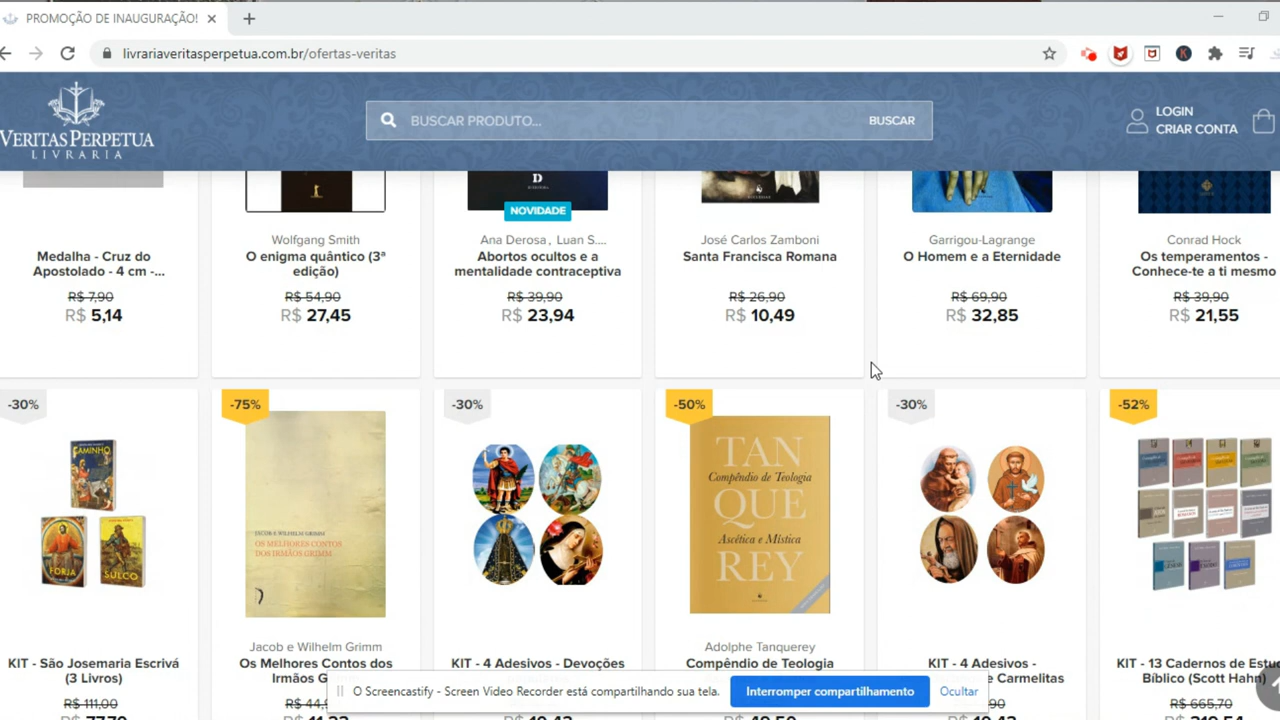 PROMOÇÃO DE INAUGURAÇÃO!
livrariaveritasperpetua.com.br/ofertas-veritas
VERITAS PERPETUA
LIVRARIA
BUSCAR PRODUTO...
BUSCAR
LOGIN
CRIAR CONTA
D
NOVIDADE
Medalha - Cruz do
Apostolado - 4 cm -...
R$ 7,90
R$ 5,14
Wolfgang Smith
O enigma quântico (3ª
edição)
R$ 54,90
R$ 27,45
Ana Derosa, Luan S....
Abortos ocultos e a
mentalidade contraceptiva
R$ 39,90
R$ 23,94
José Carlos Zamboni
Santa Francisca Romana
R$ 26,90
R$ 10,49
Garrigou-Lagrange
O Homem e a Eternidade
R$ 69,90
R$ 32,85
Conrad Hock
Os temperamentos -
Conhece-te a ti mesmo
R$ 39,90
R$ 21,55
-30%
CAMINHO
FORJA
SULCO
KIT - São Josemaria Escrivá
(3 Livros)
R$ 111,00
-75%
JACOB E WILHELM GRIMM
OS MELHORES CONTOS
DOS IRMÃOS GRIMM
Jacob e Wilhelm Grimm
Os Melhores Contos dos
Irmãos G
-30%
KIT - 4 Adesivos - Devoções
-50%
TAN
Compêndio de Teologia
QUE
Ascética e Mística
REY
Adolphe Tanquerey
Compêndio de Teologia
-30%
KIT - 4 Adesivos -
e Carmelitas
-52%
KIT - 13 Cadernos de Estu
Bíblico (Scott Hahn)
R$ 665,70
O Screencastify - Screen Video Recorder está compartilhando sua tela.
Interromper compartilhamento
Ocultar